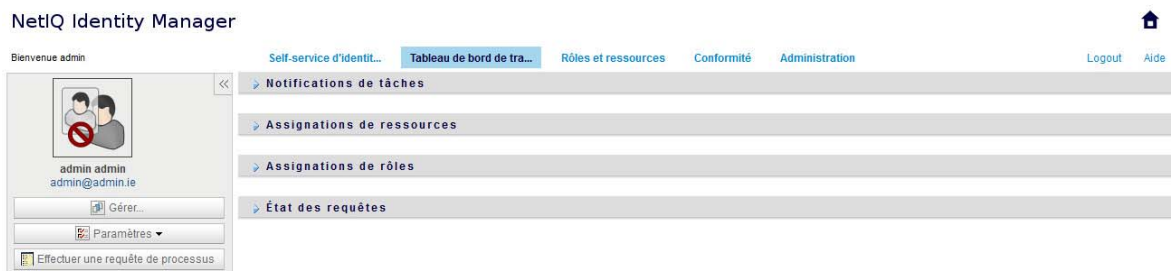 NetIQ Identity Manager
Bienvenue admin
Self-service d'identit... Tableau de bord de tra... Rôles et ressources Conformité Administration Logout Aide
Notifications de tâches
Assignations de ressources
Assignations de rôles
État des requêtes
admin admin
admin@admin.ie
Gérer...
Paramètres
Effectuer une requête de processus